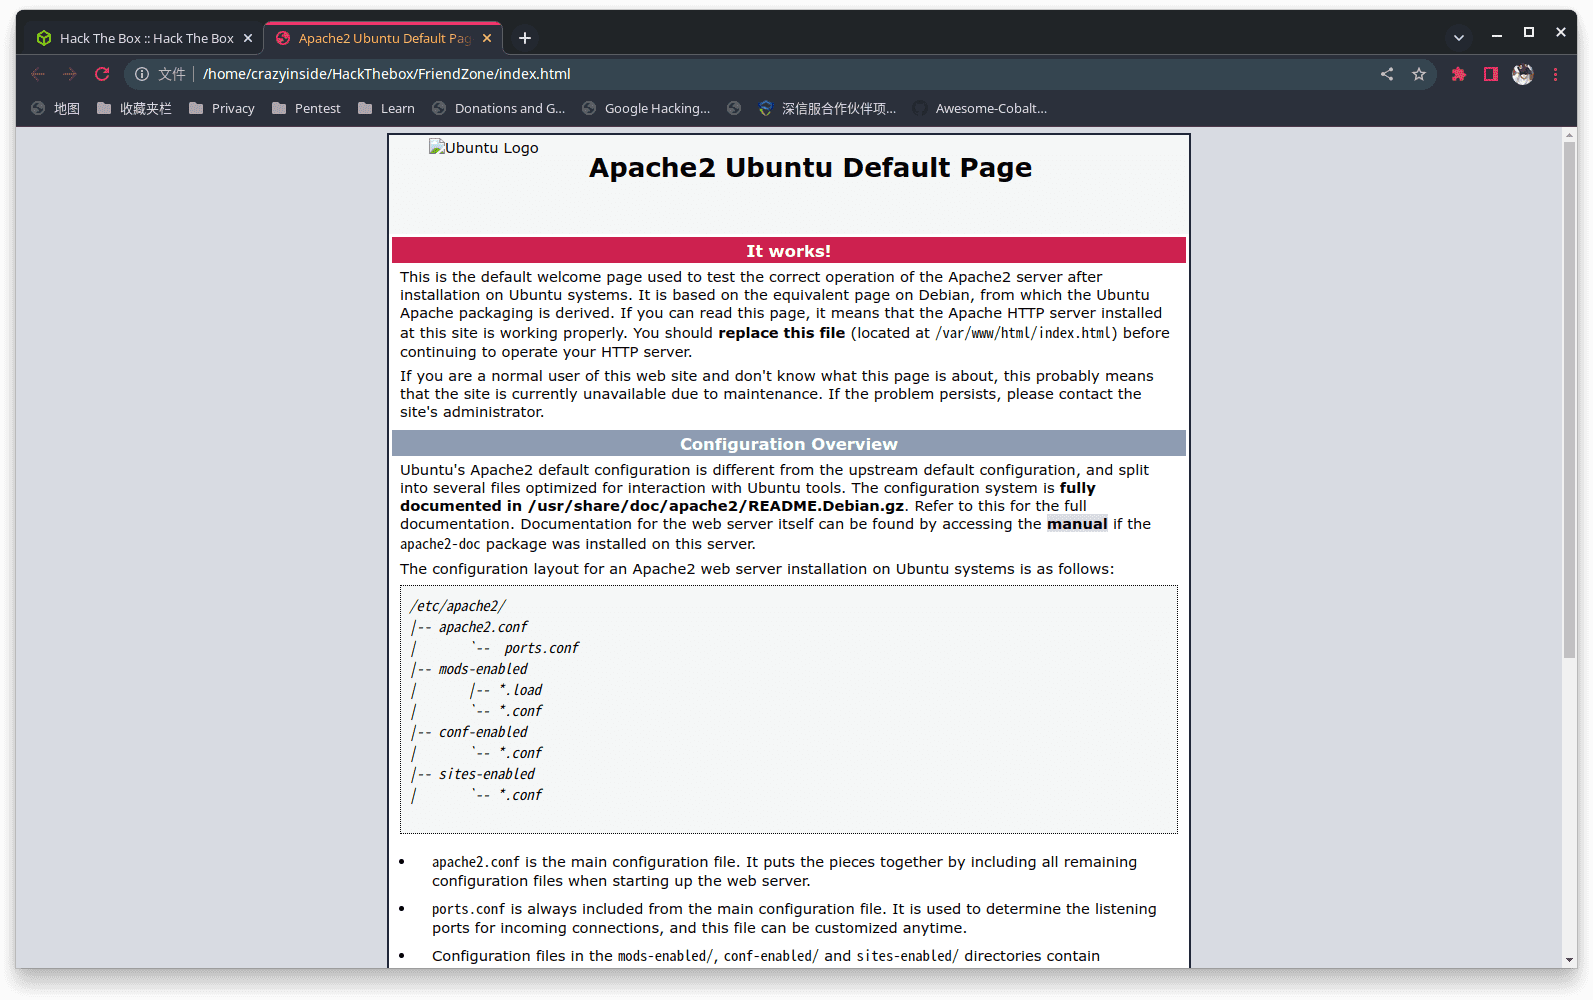 Hack The Box :: Hack The Box
Apache2 Ubuntu Default Pag
文件 /home/crazyinside/HackThebox/FriendZone/index.html
地图 收藏夹栏 Privacy Pentest Learn Donations and G... Google Hacking... 深信服合作伙伴项... Awesome-Cobalt...
Ubuntu Logo
Apache2 Ubuntu Default Page
It works!
This is the default welcome page used to test the correct operation of the Apache2 server after
installation on Ubuntu systems. It is based on the equivalent page on Debian, from which the Ubuntu
Apache packaging is derived. If you can read this page, it means that the Apache HTTP server installed
at this site is working properly. You should replace this file (located at /var/www/html/index.html) before
continuing to operate your HTTP server.
If you are a normal user of this web site and don't know what this page is about, this probably means
that the site is currently unavailable due to maintenance. If the problem persists, please contact the
site's administrator.
Configuration Overview
Ubuntu's Apache2 default configuration is different from the upstream default configuration, and split
into several files optimized for interaction with Ubuntu tools. The configuration system is fully
documented in /usr/share/doc/apache2/README.Debian.gz. Refer to this for the full
documentation. Documentation for the web server itself can be found by accessing the manual if the
apache2-doc package was installed on this server.
The configuration layout for an Apache2 web server installation on Ubuntu systems is as follows:
/etc/apache2/
|-- apache2.conf
|       `--  ports.conf
|-- mods-enabled
|       |-- *.load
|       `-- *.conf
|-- conf-enabled
|       `-- *.conf
|-- sites-enabled
|       `-- *.conf
• apache2.conf is the main configuration file. It puts the pieces together by including all remaining
configuration files when starting up the web server.
• ports.conf is always included from the main configuration file. It is used to determine the listening
ports for incoming connections, and this file can be customized anytime.
• Configuration files in the mods-enabled/, conf-enabled/ and sites-enabled/ directories contain